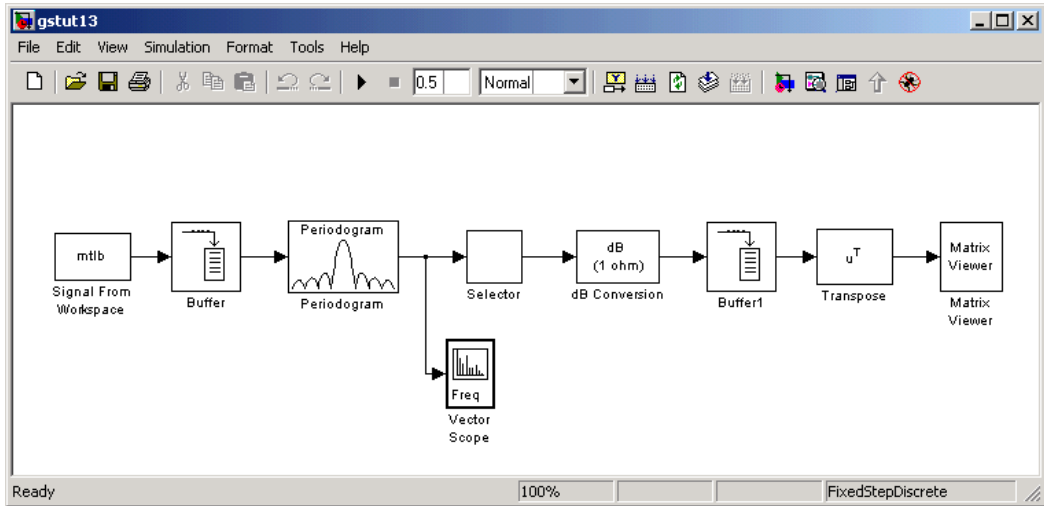 gstut13
File Edit View Simulation Format Tools Help
0.5 Normal
mtlb
Signal From
Workspace
Buffer
Periodogram
Periodogram
Selector
dB
(1 ohm)
dB Conversion
Buffer1
uT
Transpose
Matrix
Viewer
Matrix
Viewer
Freq
Vector
Scope
Ready 100% FixedStepDiscrete